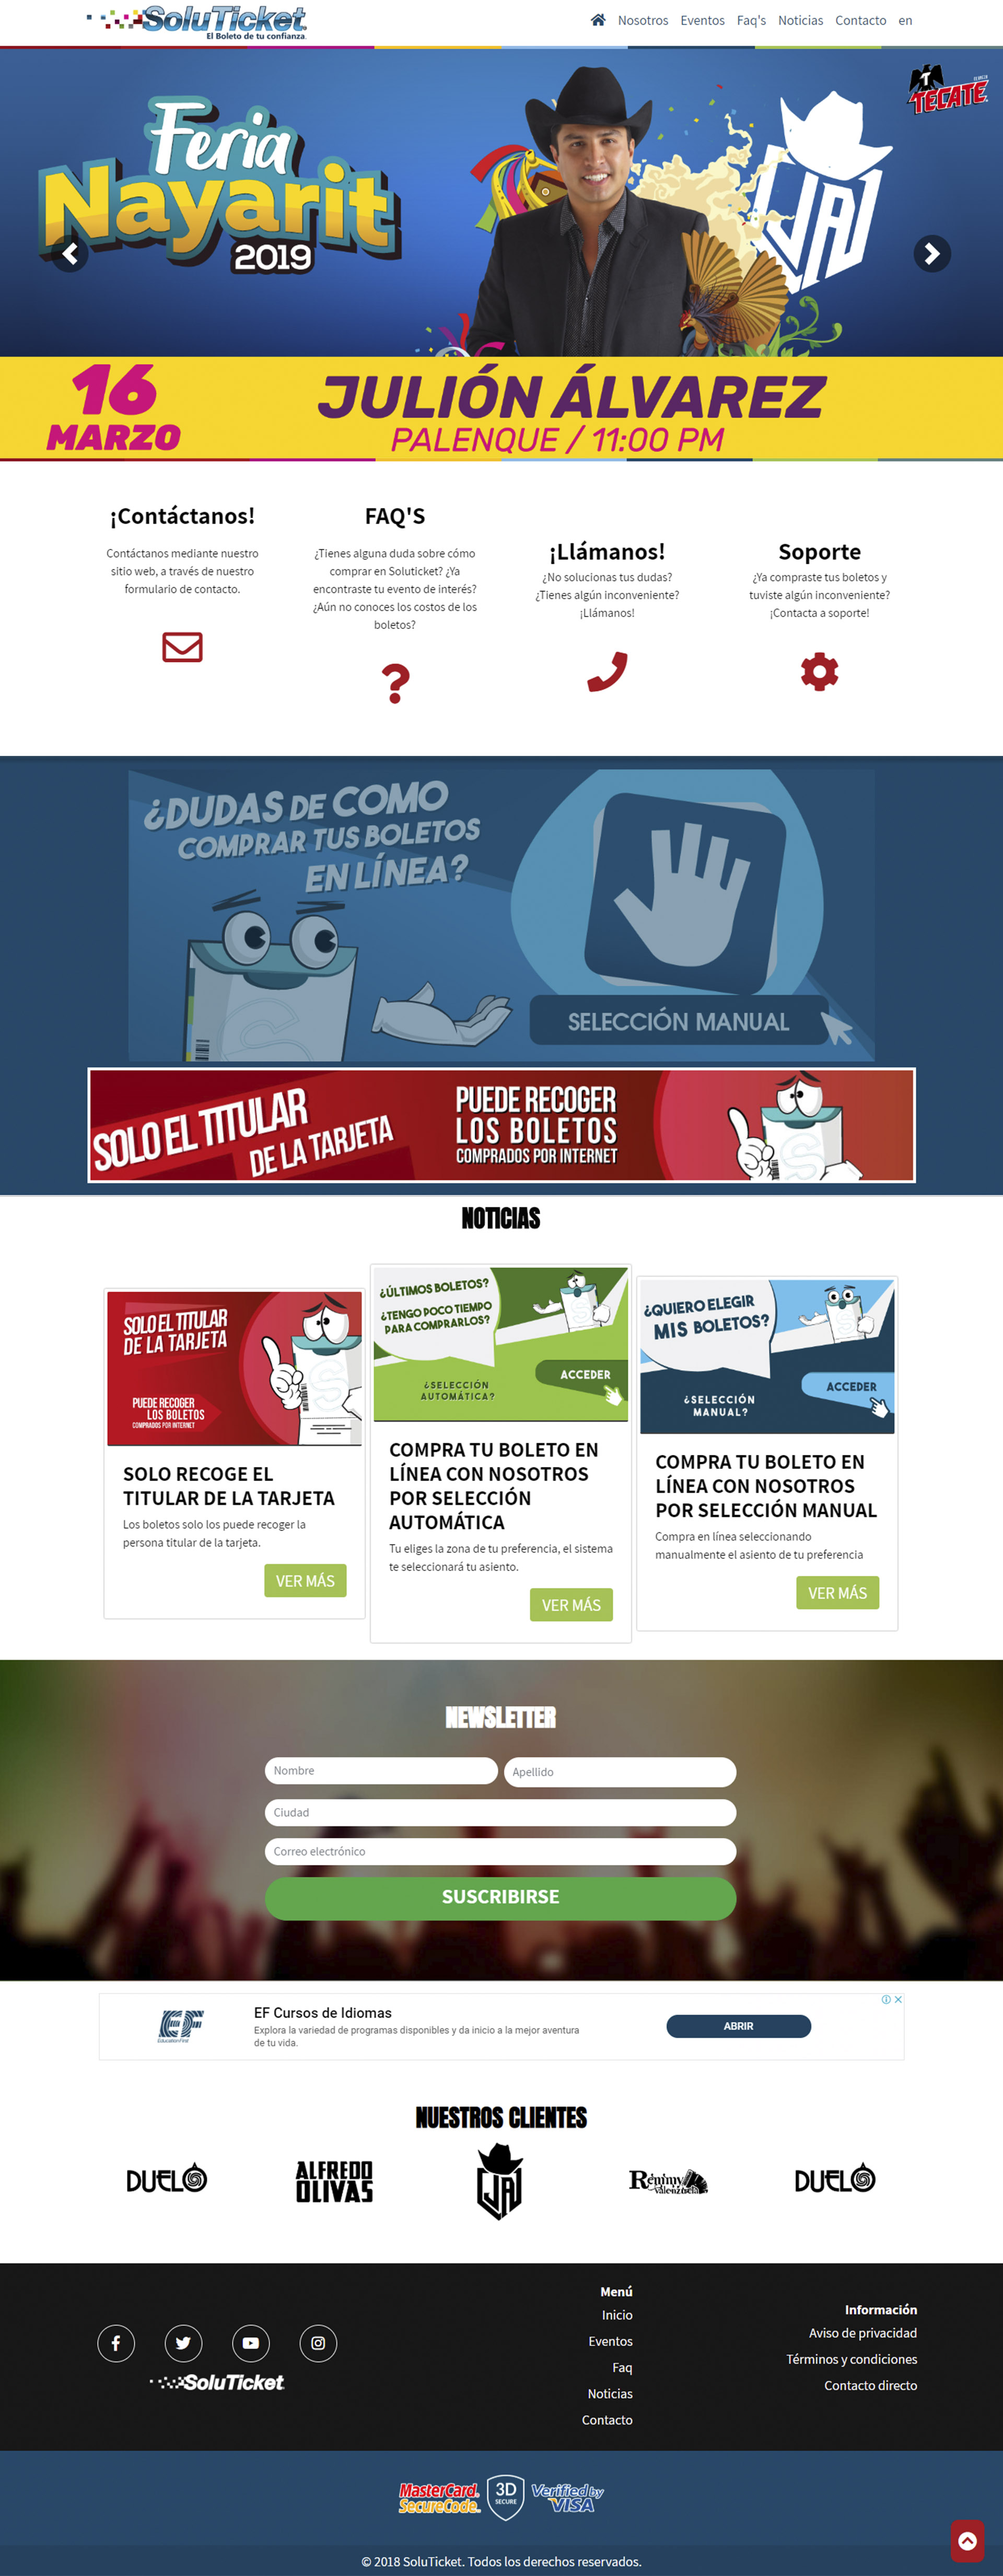 SoluTicket
El Boleto de tu confianza.
Nosotros Eventos Faq's Noticias Contacto en
Feria
Nayarit
2019
TECATE
16
MARZO
JULIÓN ÁLVAREZ
PALENQUE / 11:00 PM
¡Contáctanos!
Contáctanos mediante nuestro
sitio web, a través de nuestro
formulario de contacto.
FAQ'S
¿Tienes alguna duda sobre cómo
comprar en Soluticket? ¿Ya
encontraste tu evento de interés?
¿Aún no conoces los costos de los
boletos?
¡Llámanos!
¿No solucionas tus dudas?
¿Tienes algún inconveniente?
¡Llámanos!
Soporte
¿Ya compraste tus boletos y
tuviste algún inconveniente?
¡Contacta a soporte!
¿DUDAS DE COMO
COMPRAR TUS BOLETOS
EN LÍNEA?
SELECCIÓN MANUAL
SOLO EL TITULAR
DE LA TARJETA
PUEDE RECOGER
LOS BOLETOS
COMPRADOS POR INTERNET
NOTICIAS
SOLO EL TITULAR
DE LA TARJETA
PUEDE RECOGER
LOS BOLETOS
COMPRADOS POR INTERNET
SOLO RECOGE EL
TITULAR DE LA TARJETA
Los boletos solo los puede recoger la
persona titular de la tarjeta.
VER MÁS
¿ÚLTIMOS BOLETOS?
¿TENGO POCO TIEMPO
PARA COMPRARLOS?
ACCEDER
¿SELECCIÓN
AUTOMÁTICA?
COMPRA TU BOLETO EN
LÍNEA CON NOSOTROS
POR SELECCIÓN
AUTOMÁTICA
Tu eliges la zona de tu preferencia, el sistema
te seleccionará tu asiento.
VER MÁS
¿QUIERO ELEGIR
MIS BOLETOS?
ACCEDER
¿SELECCIÓN
MANUAL?
COMPRA TU BOLETO EN
LÍNEA CON NOSOTROS
POR SELECCIÓN MANUAL
Compra en línea seleccionando
manualmente el asiento de tu preferencia
VER MÁS
NEWSLETTER
Nombre
Apellido
Ciudad
Correo electrónico
SUSCRIBIRSE
EF
Education First
EF Cursos de Idiomas
Explora la variedad de programas disponibles y da inicio a la mejor aventura
de tu vida.
ABRIR
NUESTROS CLIENTES
DUELO
ALFREDO
OLIVAS
JA
Remmy
Valenzuela
DUELO
SoluTicket
Menú
Inicio
Eventos
Faq
Noticias
Contacto
Información
Aviso de privacidad
Términos y condiciones
Contacto directo
MasterCard.
SecureCode.
3D
SECURE
Verified by
VISA
© 2018 SoluTicket. Todos los derechos reservados.